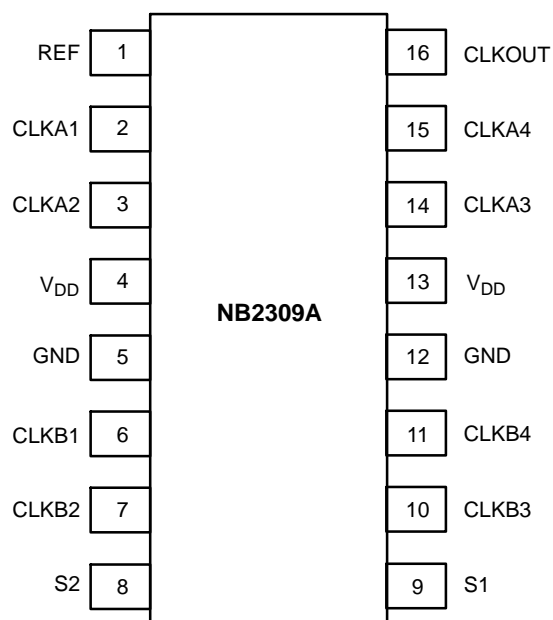 REF 1 16 CLKOUT
CLKA1 2 15 CLKA4
CLKA2 3 14 CLKA3
VDD 4 13 VDD
NB2309A
GND 5 12 GND
CLKB1 6 11 CLKB4
CLKB2 7 10 CLKB3
S2 8 9 S1